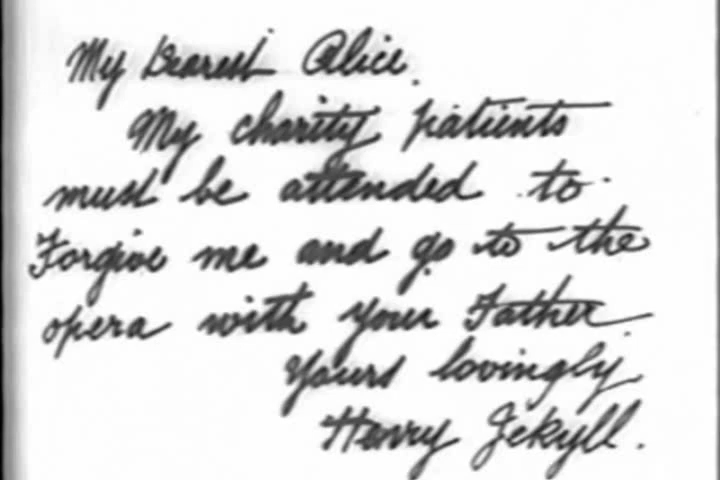 My Dearest Alice.
My charity patients
must be attended to.
Forgive me and go to the
opera with your Father.
Yours lovingly
Henry Jekyll.